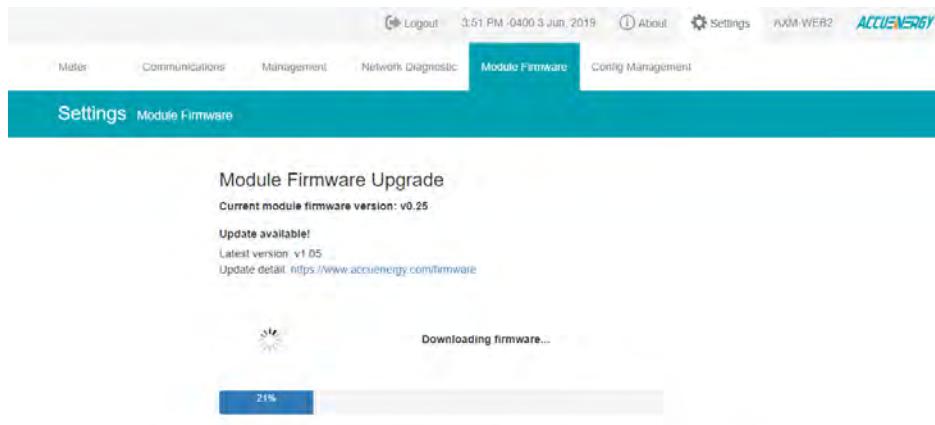 Logout 3:51 PM -0400 3 Jun, 2019 About Settings AXM-WEB2 ACCUENERGY
Meter Communications Management Network Diagnostic Module Firmware Config Management
Settings Module Firmware
Module Firmware Upgrade
Current module firmware version: v0.25
Update available!
Latest version v1.05
Update detail https://www.accuenergy.com/firmware
Downloading firmware...
21%